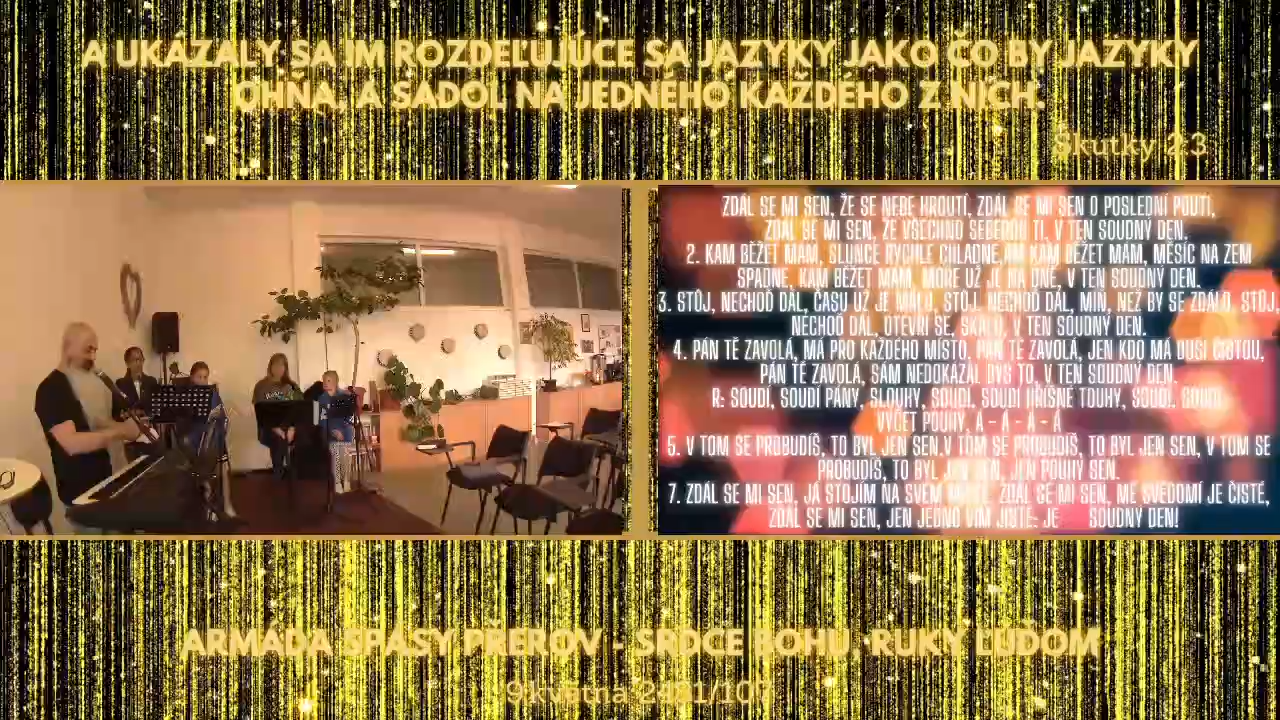 A UKÁZALY SA IM ROZDEĽUJÚCE SA JAZYKY JAKO ČO BY JAZYKY
OHŇA, A SADOL NA JEDNÉHO KAŽDÉHO Z NICH.
Skutky 2:3
ZDÁL SE MI SEN, ŽE SE NEBE HROUTÍ, ZDÁL SE MI SEN O POSLEDNÍ POUTI,
ZDÁL SE MI SEN, ŽE VŠECHNO SEBEROU TI, V TEN SOUDNÝ DEN.
2. KAM BĚŽET MÁM, SLUNCE RYCHLE CHLADNE, KAM BĚŽET MÁM, MĚSÍC NA ZEM
SPADNE, KAM BĚŽET MÁM, MOŘE UŽ JE NA DNĚ, V TEN SOUDNÝ DEN.
3. STŮJ, NECHOĎ DÁL, ČASU UŽ JE MÁLO, STŮJ, NECHOĎ DÁL, MÍŇ, NEŽ BY SE ZDÁLO, STŮJ,
NECHOĎ DÁL, OTEVŘI SE, SKÁLO, V TEN SOUDNÝ DEN.
4. PÁN TĚ ZAVOLÁ, MÁ PRO KAŽDÉHO MÍSTO, PÁN TĚ ZAVOLÁ, JEN KDO MÁ DUŠI ČISTOU,
PÁN TĚ ZAVOLÁ, SÁM NEDOKÁZAL BYS TO, V TEN SOUDNÝ DEN.
R: SOUDÍ, SOUDÍ PÁNY, SLOUHY, SOUDÍ, SOUDÍ HŘÍŠNÉ TOUHY, SOUDÍ, SOUDÍ
VÝČET POUHÝ, Á - Á - Á - Á
5. V TOM SE PROBUDÍŠ, TO BYL JEN SEN,V TOM SE PROBUDÍŠ, TO BYL JEN SEN, V TOM SE
PROBUDÍŠ, TO BYL JEN SEN, JEN POUHÝ SEN.
7. ZDÁL SE MI SEN, JÁ STOJÍM NA SVÉM MÍSTĚ, ZDÁL SE MI SEN, MÉ SVĚDOMÍ JE ČISTÉ,
ZDÁL SE MI SEN, JEN JEDNO VÍM JISTĚ: JE SOUDNÝ DEN!
ARMÁDA SPÁSY PŘEROV - SRDCE BOHU, RUKY ĽUĎOM
9.května 2481/107